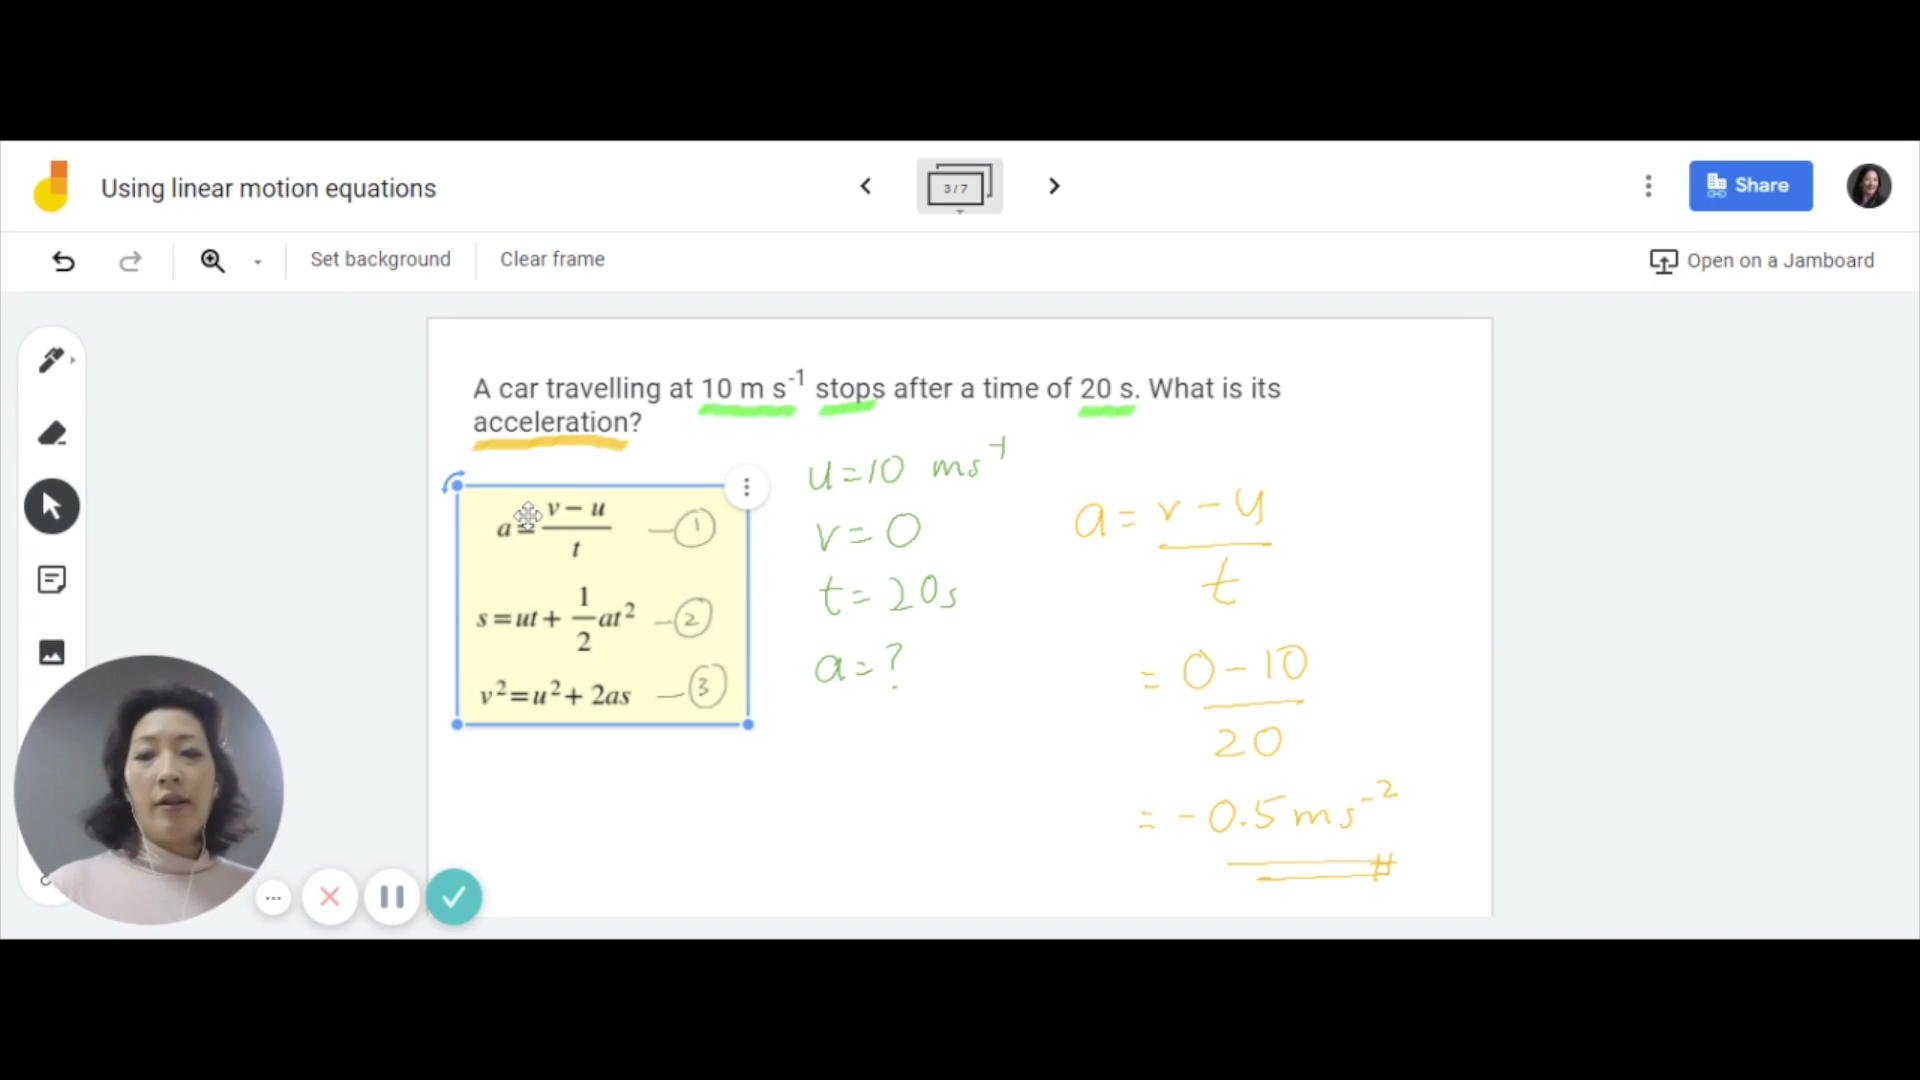 Using linear motion equations
3 / 7
Share
Set background
Clear frame
Open on a Jamboard
A car travelling at 10 m s⁻¹ stops after a time of 20 s. What is its
acceleration?
a = (v − u)/t — ①
s = ut + 1/2 at² — ②
v² = u² + 2as — ③
u = 10 ms⁻¹
v = 0
t = 20s
a = ?
a = (v − u)/t
= (0 − 10)/20
= −0.5 ms⁻²